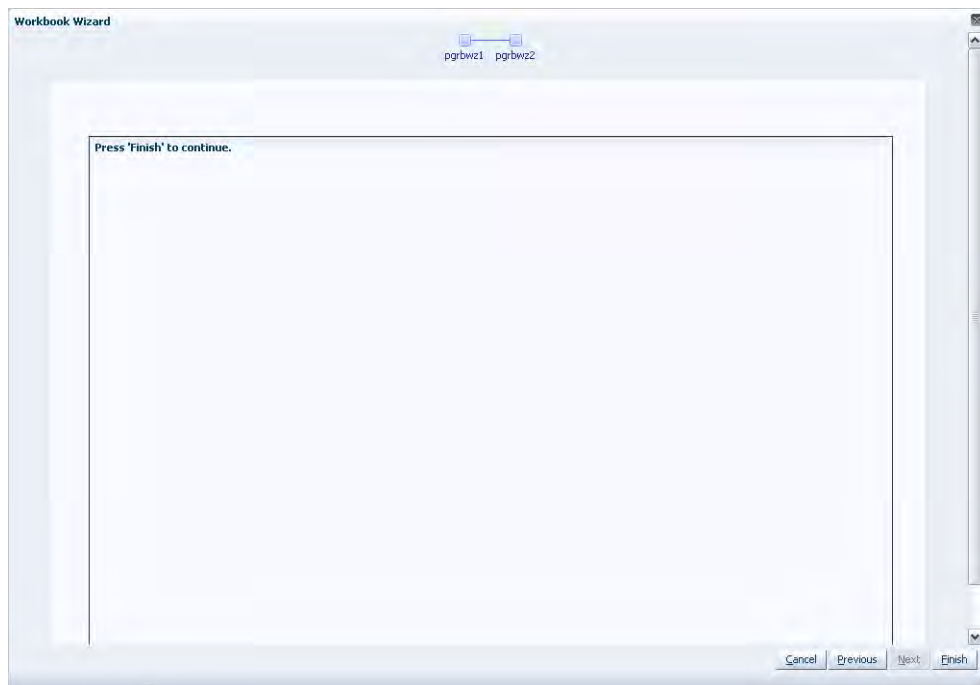 Workbook Wizard
pgrbwz1 pgrbwz2
Press 'Finish' to continue.
Cancel Previous Next Finish